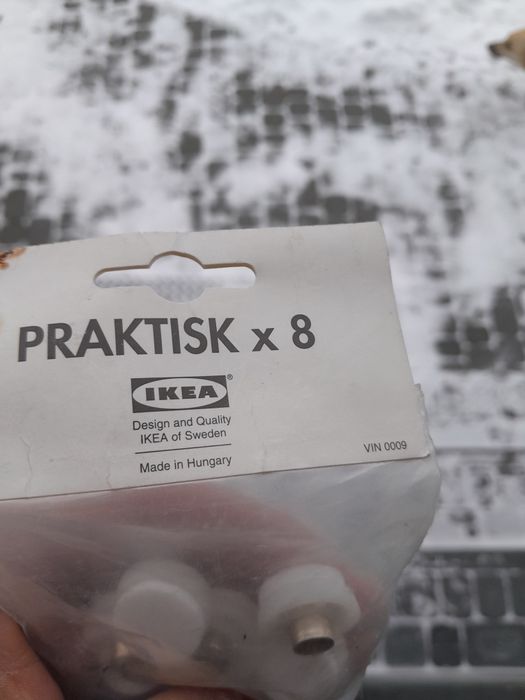 PRAKTISK x 8
IKEA®
Design and Quality
IKEA of Sweden
Made in Hungary
VIN 0009